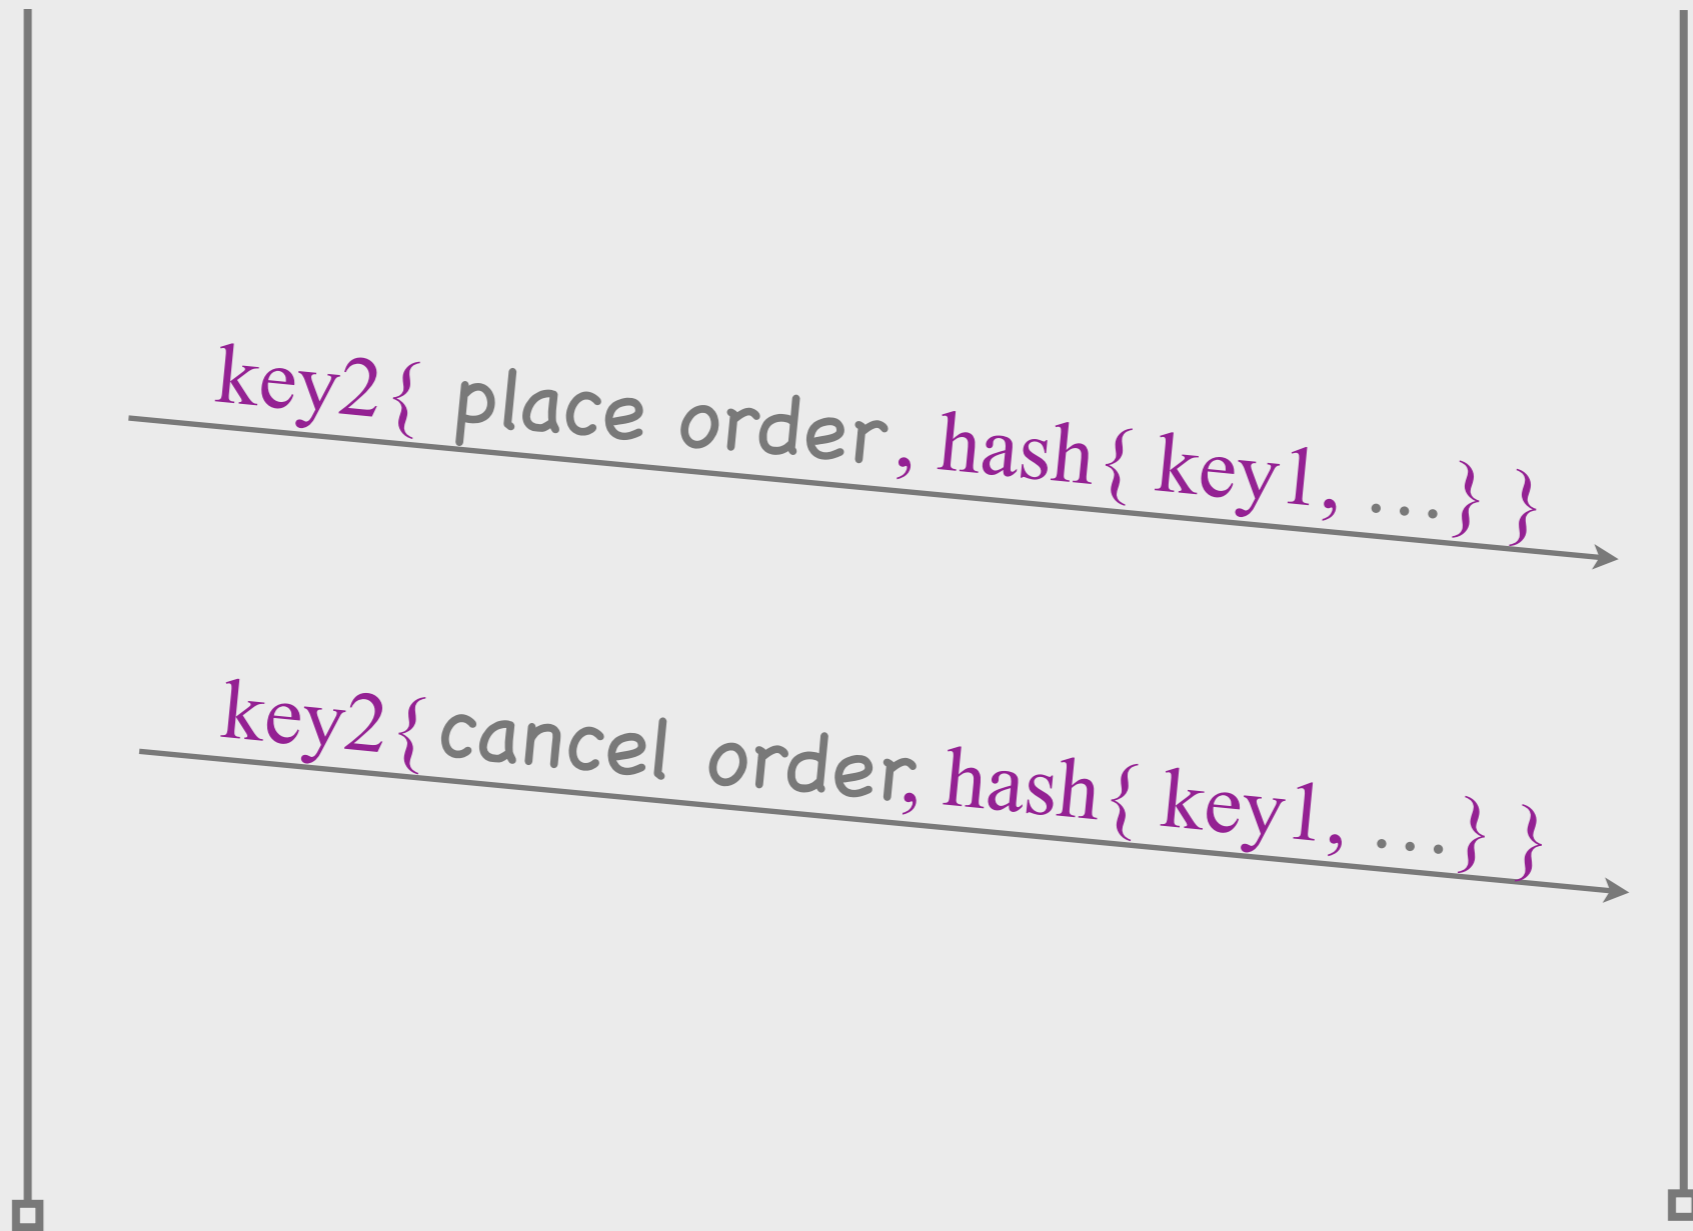 key2{ place order, hash{ key1, ...} }
key2{cancel order, hash{ key1, ...} }